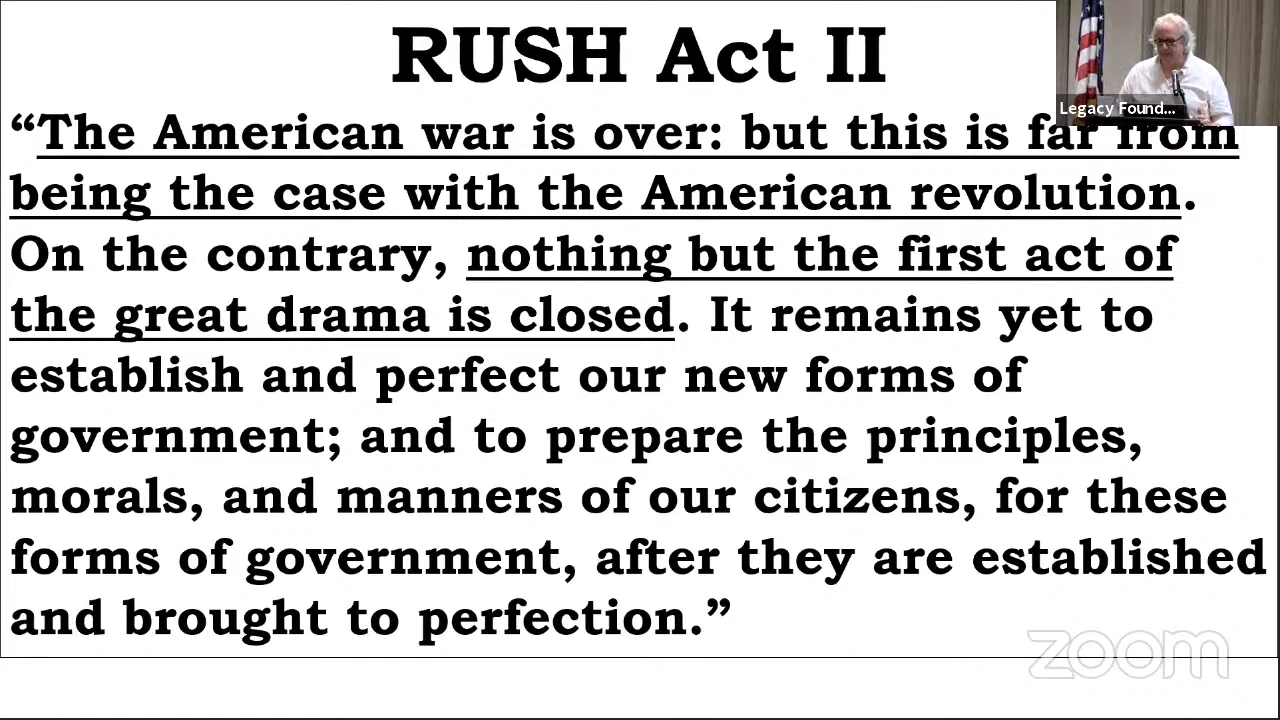 RUSH Act II
Legacy Found...
“The American war is over: but this is far from
being the case with the American revolution.
On the contrary, nothing but the first act of
the great drama is closed. It remains yet to
establish and perfect our new forms of
government; and to prepare the principles,
morals, and manners of our citizens, for these
forms of government, after they are established
and brought to perfection.”
zoom